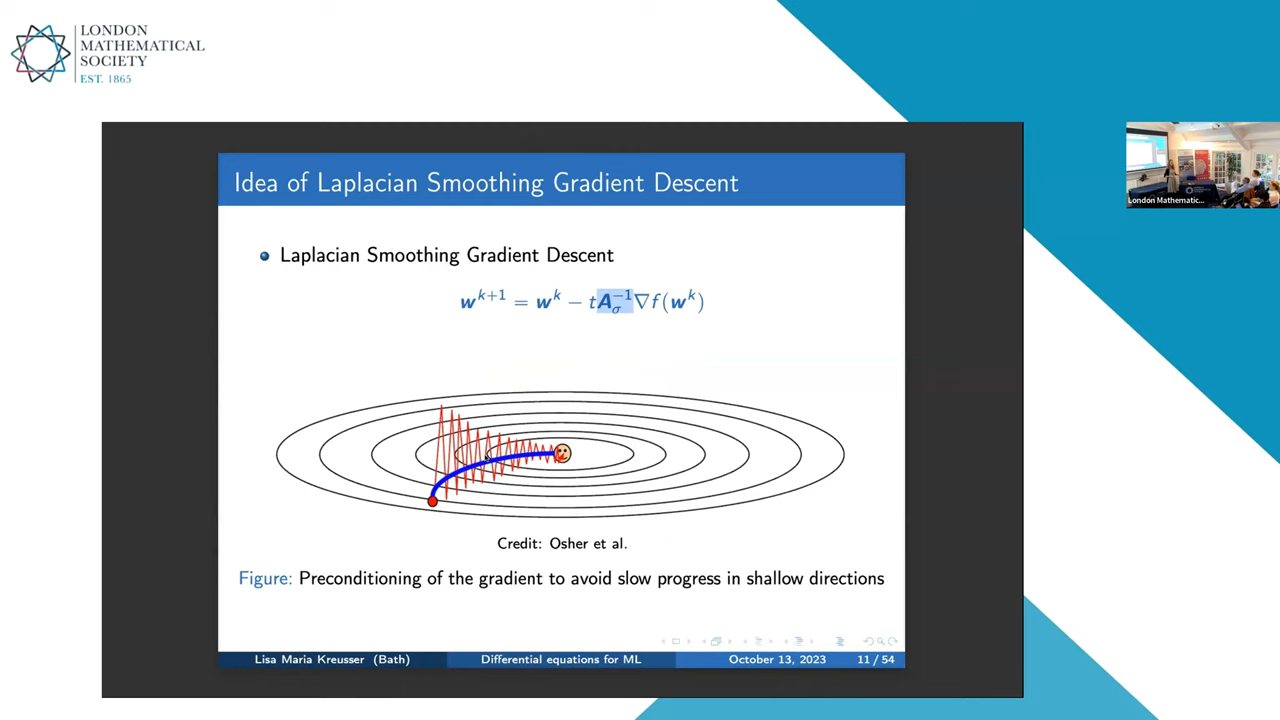 LONDON
MATHEMATICAL
SOCIETY
EST. 1865
London Mathematic...
Idea of Laplacian Smoothing Gradient Descent
Laplacian Smoothing Gradient Descent
w^{k+1} = w^k − tA_σ^{−1}∇f(w^k)
Credit: Osher et al.
Figure: Preconditioning of the gradient to avoid slow progress in shallow directions
Lisa Maria Kreusser (Bath) Differential equations for ML October 13, 2023 11 / 54